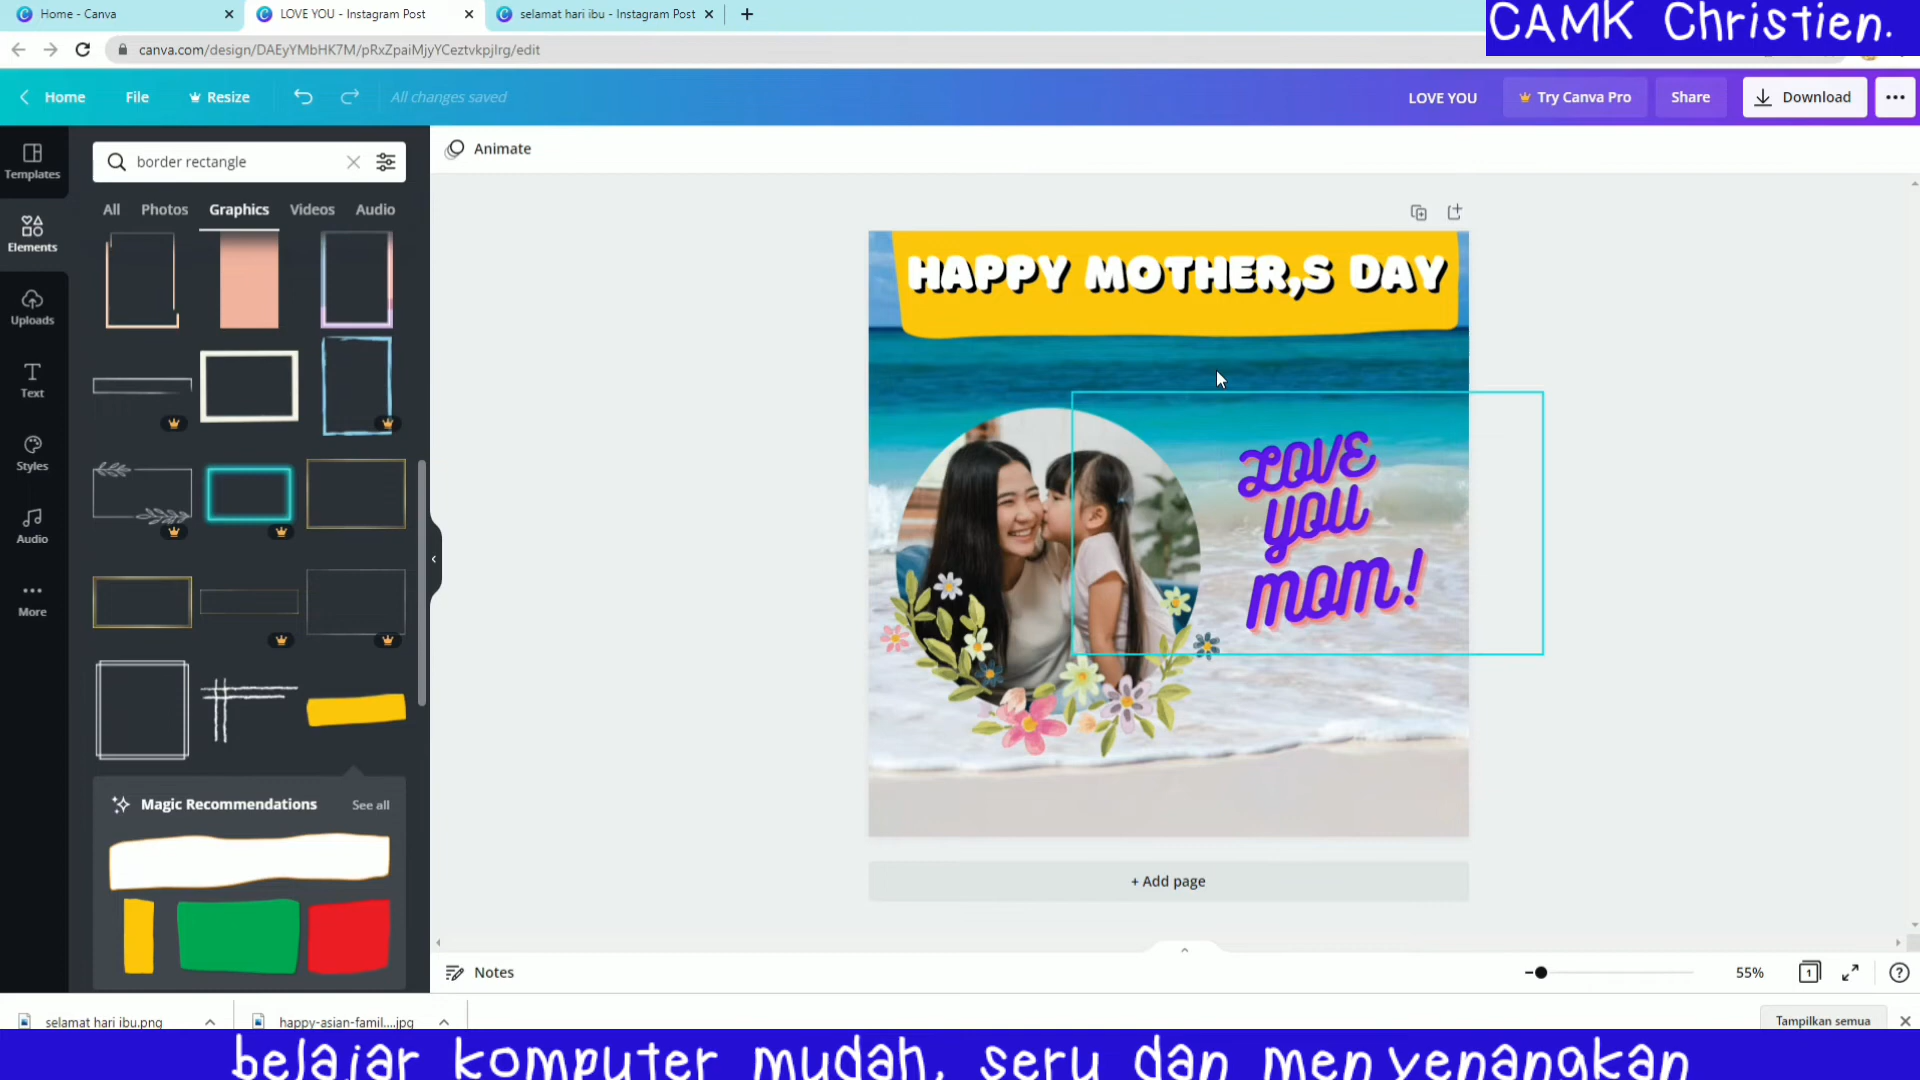 Home - Canva
LOVE YOU - Instagram Post
selamat hari ibu - Instagram Post
CAMK Christien.
canva.com/design/DAEyYMbHK7M/pRxZpaiMjyYCeztvkpjlrg/edit
Home
File
Resize
All changes saved
LOVE YOU
Try Canva Pro
Share
Download
Templates
Elements
Uploads
Text
Styles
Audio
More
border rectangle
All
Photos
Graphics
Videos
Audio
Magic Recommendations
See all
Animate
HAPPY MOTHER,S DAY
LOVE
you
mom!
+ Add page
Notes
55%
1
selamat hari ibu.png
happy-asian-famil....jpg
Tampilkan semua
belajar komputer mudah, seru dan menyenangkan